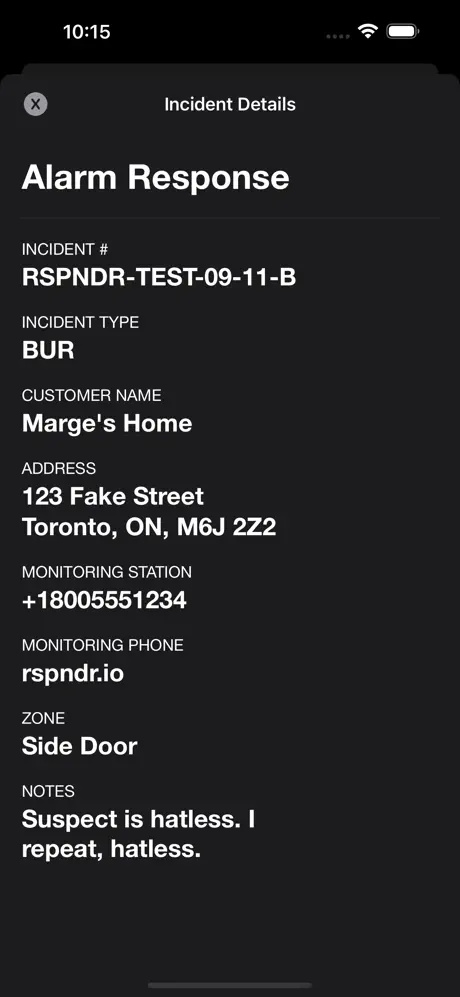 10:15
X
Incident Details
Alarm Response
INCIDENT #
RSPNDR-TEST-09-11-B
INCIDENT TYPE
BUR
CUSTOMER NAME
Marge's Home
ADDRESS
123 Fake Street
Toronto, ON, M6J 2Z2
MONITORING STATION
+18005551234
MONITORING PHONE
rspndr.io
ZONE
Side Door
NOTES
Suspect is hatless. I
repeat, hatless.